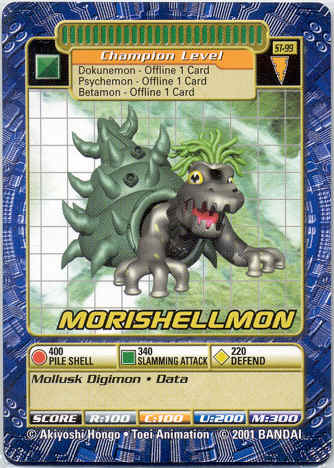 Champion Level
ST-99
Dokunemon - Offline 1 Card
Psychemon - Offline 1 Card
Betamon - Offline 1 Card
MORISHELLMON
400 PILE SHELL
340 SLAMMING ATTACK
220 DEFEND
Mollusk Digimon • Data
SCORE R:100 C:100 U:200 M:300
© Akiyoshi Hongo • Toei Animation © 2001 BANDAI